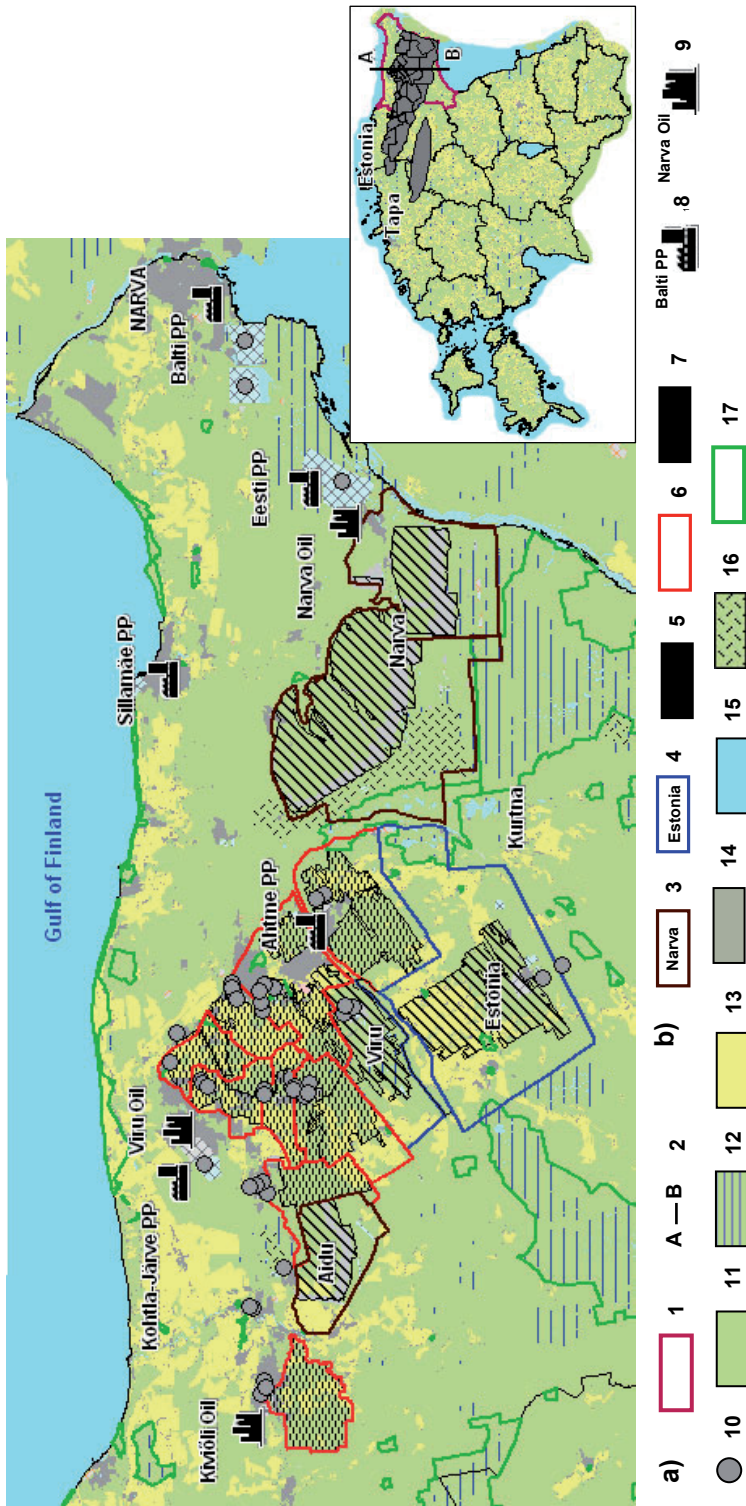 Gulf of Finland
Kiviõli Oil
Kohtla-Järve PP
Viru Oil
Ahtme PP
Sillamäe PP
Narva Oil
Eesti PP
Balti PP
NARVA
Aidu
Viru
Estonia
Kurtna
Narva
Estonia
Tapa
A
B
a)
1
A — B 2
b)
Narva 3
Estonia 4
5
6
7
Balti PP 8
Narva Oil 9
10
11
12
13
14
15
16
17